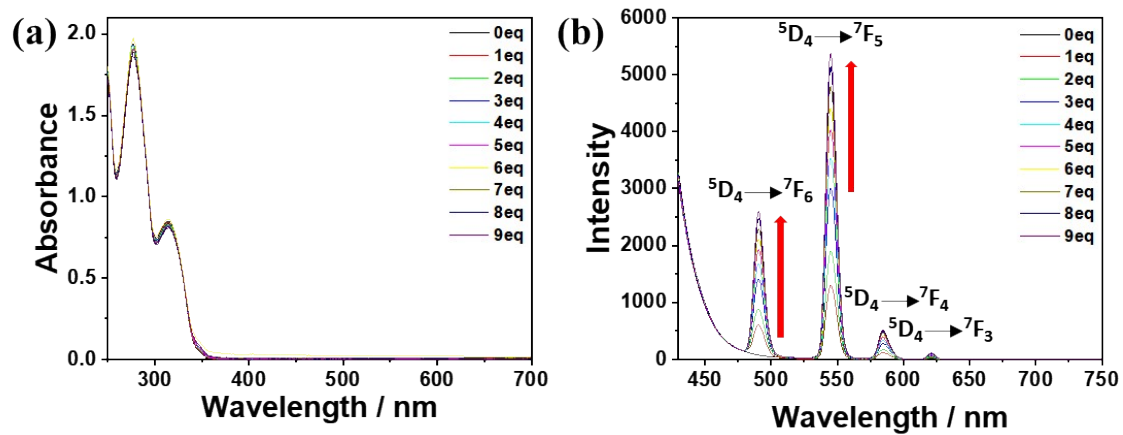 (a)
2.0
1.5
1.0
0.5
0.0
Absorbance
300
400
500
600
700
Wavelength / nm
0eq
1eq
2eq
3eq
4eq
5eq
6eq
7eq
8eq
9eq
(b)
6000
5000
4000
3000
2000
1000
0
Intensity
450
500
550
600
650
700
750
Wavelength / nm
⁵D₄→⁷F₅
⁵D₄→⁷F₆
⁵D₄→⁷F₄
⁵D₄→⁷F₃
0eq
1eq
2eq
3eq
4eq
5eq
6eq
7eq
8eq
9eq